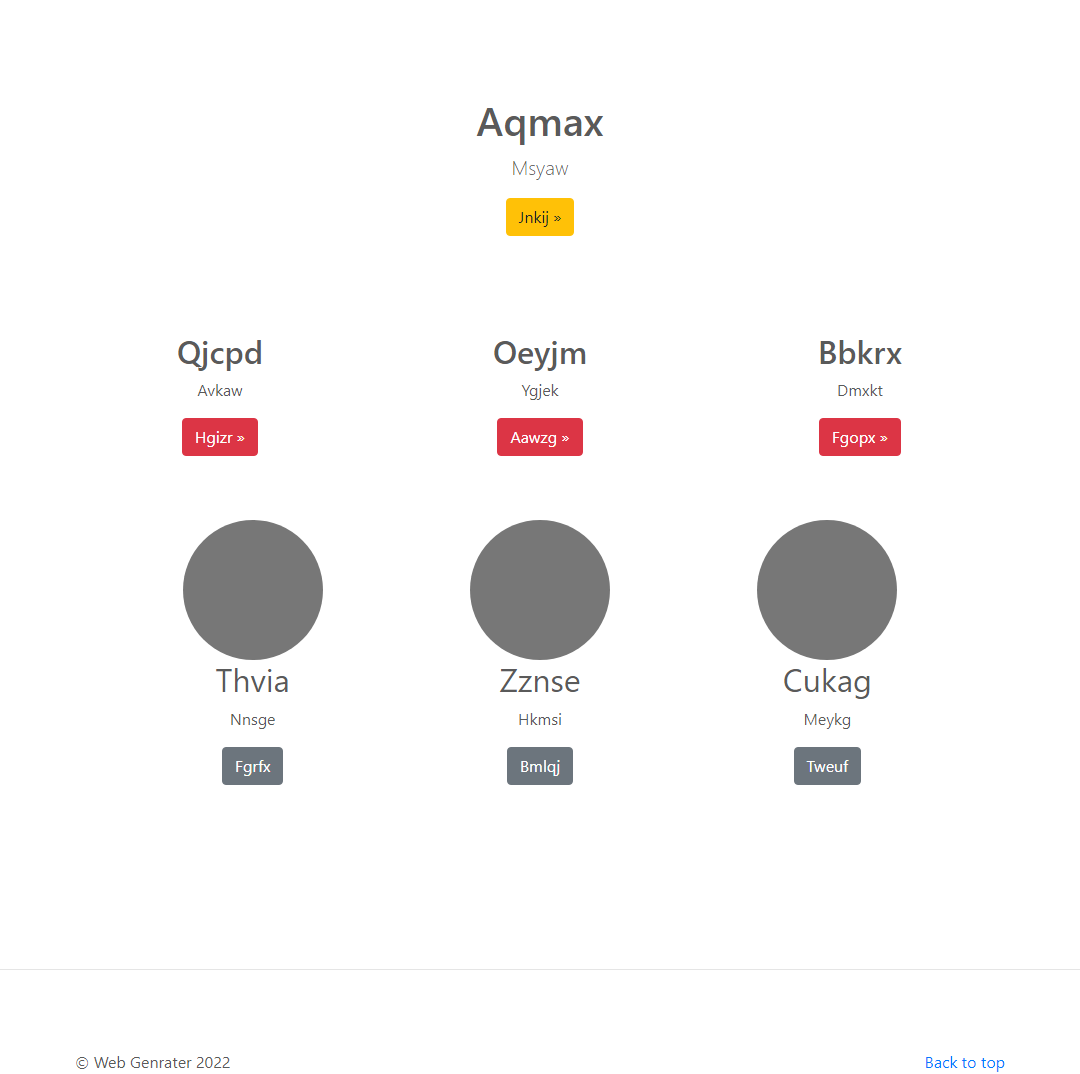 Aqmax
Msyaw
Jnkij »
Qjcpd
Avkaw
Hgizr »
Oeyjm
Ygjek
Aawzg »
Bbkrx
Dmxkt
Fgopx »
Thvia
Nnsge
Fgrfx
Zznse
Hkmsi
Bmlqj
Cukag
Meykg
Tweuf
© Web Genrater 2022
Back to top